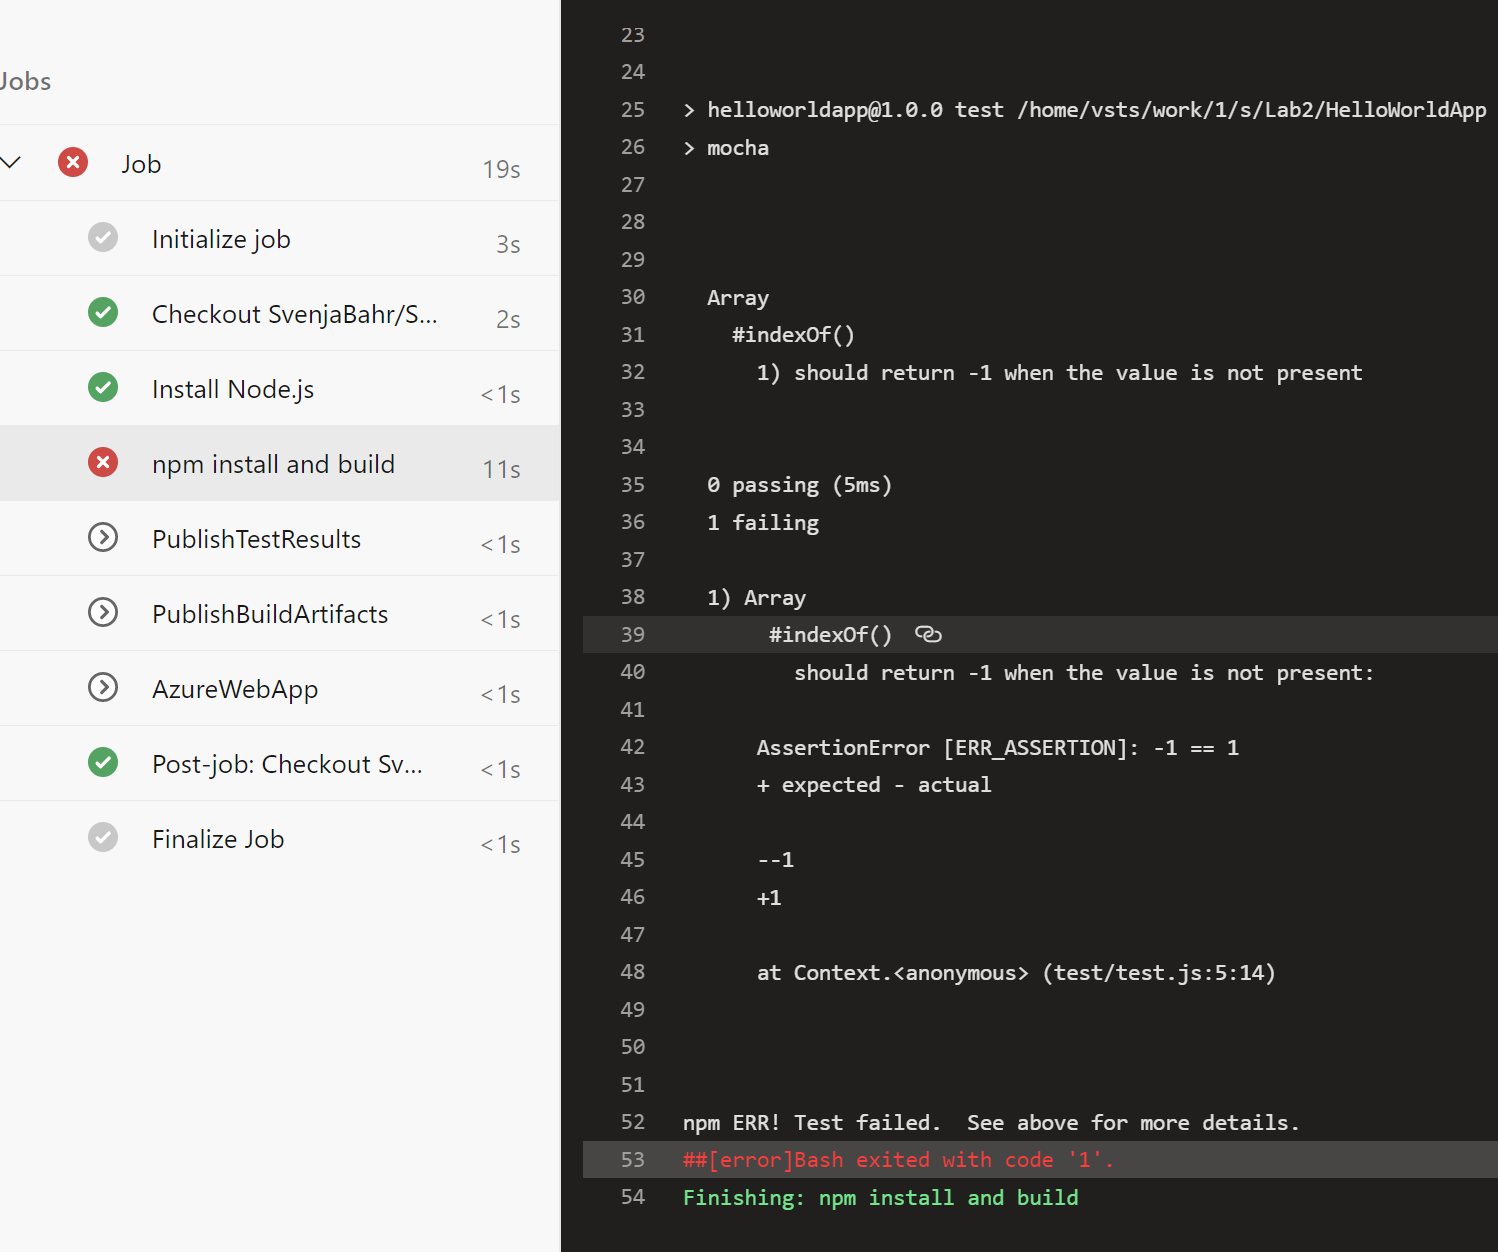 Jobs
Job 19s
Initialize job 3s
Checkout SvenjaBahr/S... 2s
Install Node.js <1s
npm install and build 11s
PublishTestResults <1s
PublishBuildArtifacts <1s
AzureWebApp <1s
Post-job: Checkout Sv... <1s
Finalize Job <1s
23
24
25 > helloworldapp@1.0.0 test /home/vsts/work/1/s/Lab2/HelloWorldApp
26 > mocha
27
28
29
30 Array
31 #indexOf()
32 1) should return -1 when the value is not present
33
34
35 0 passing (5ms)
36 1 failing
37
38 1) Array
39 #indexOf()
40 should return -1 when the value is not present:
41
42 AssertionError [ERR_ASSERTION]: -1 == 1
43 + expected - actual
44
45 --1
46 +1
47
48 at Context.<anonymous> (test/test.js:5:14)
49
50
51
52 npm ERR! Test failed.  See above for more details.
53 ##[error]Bash exited with code '1'.
54 Finishing: npm install and build